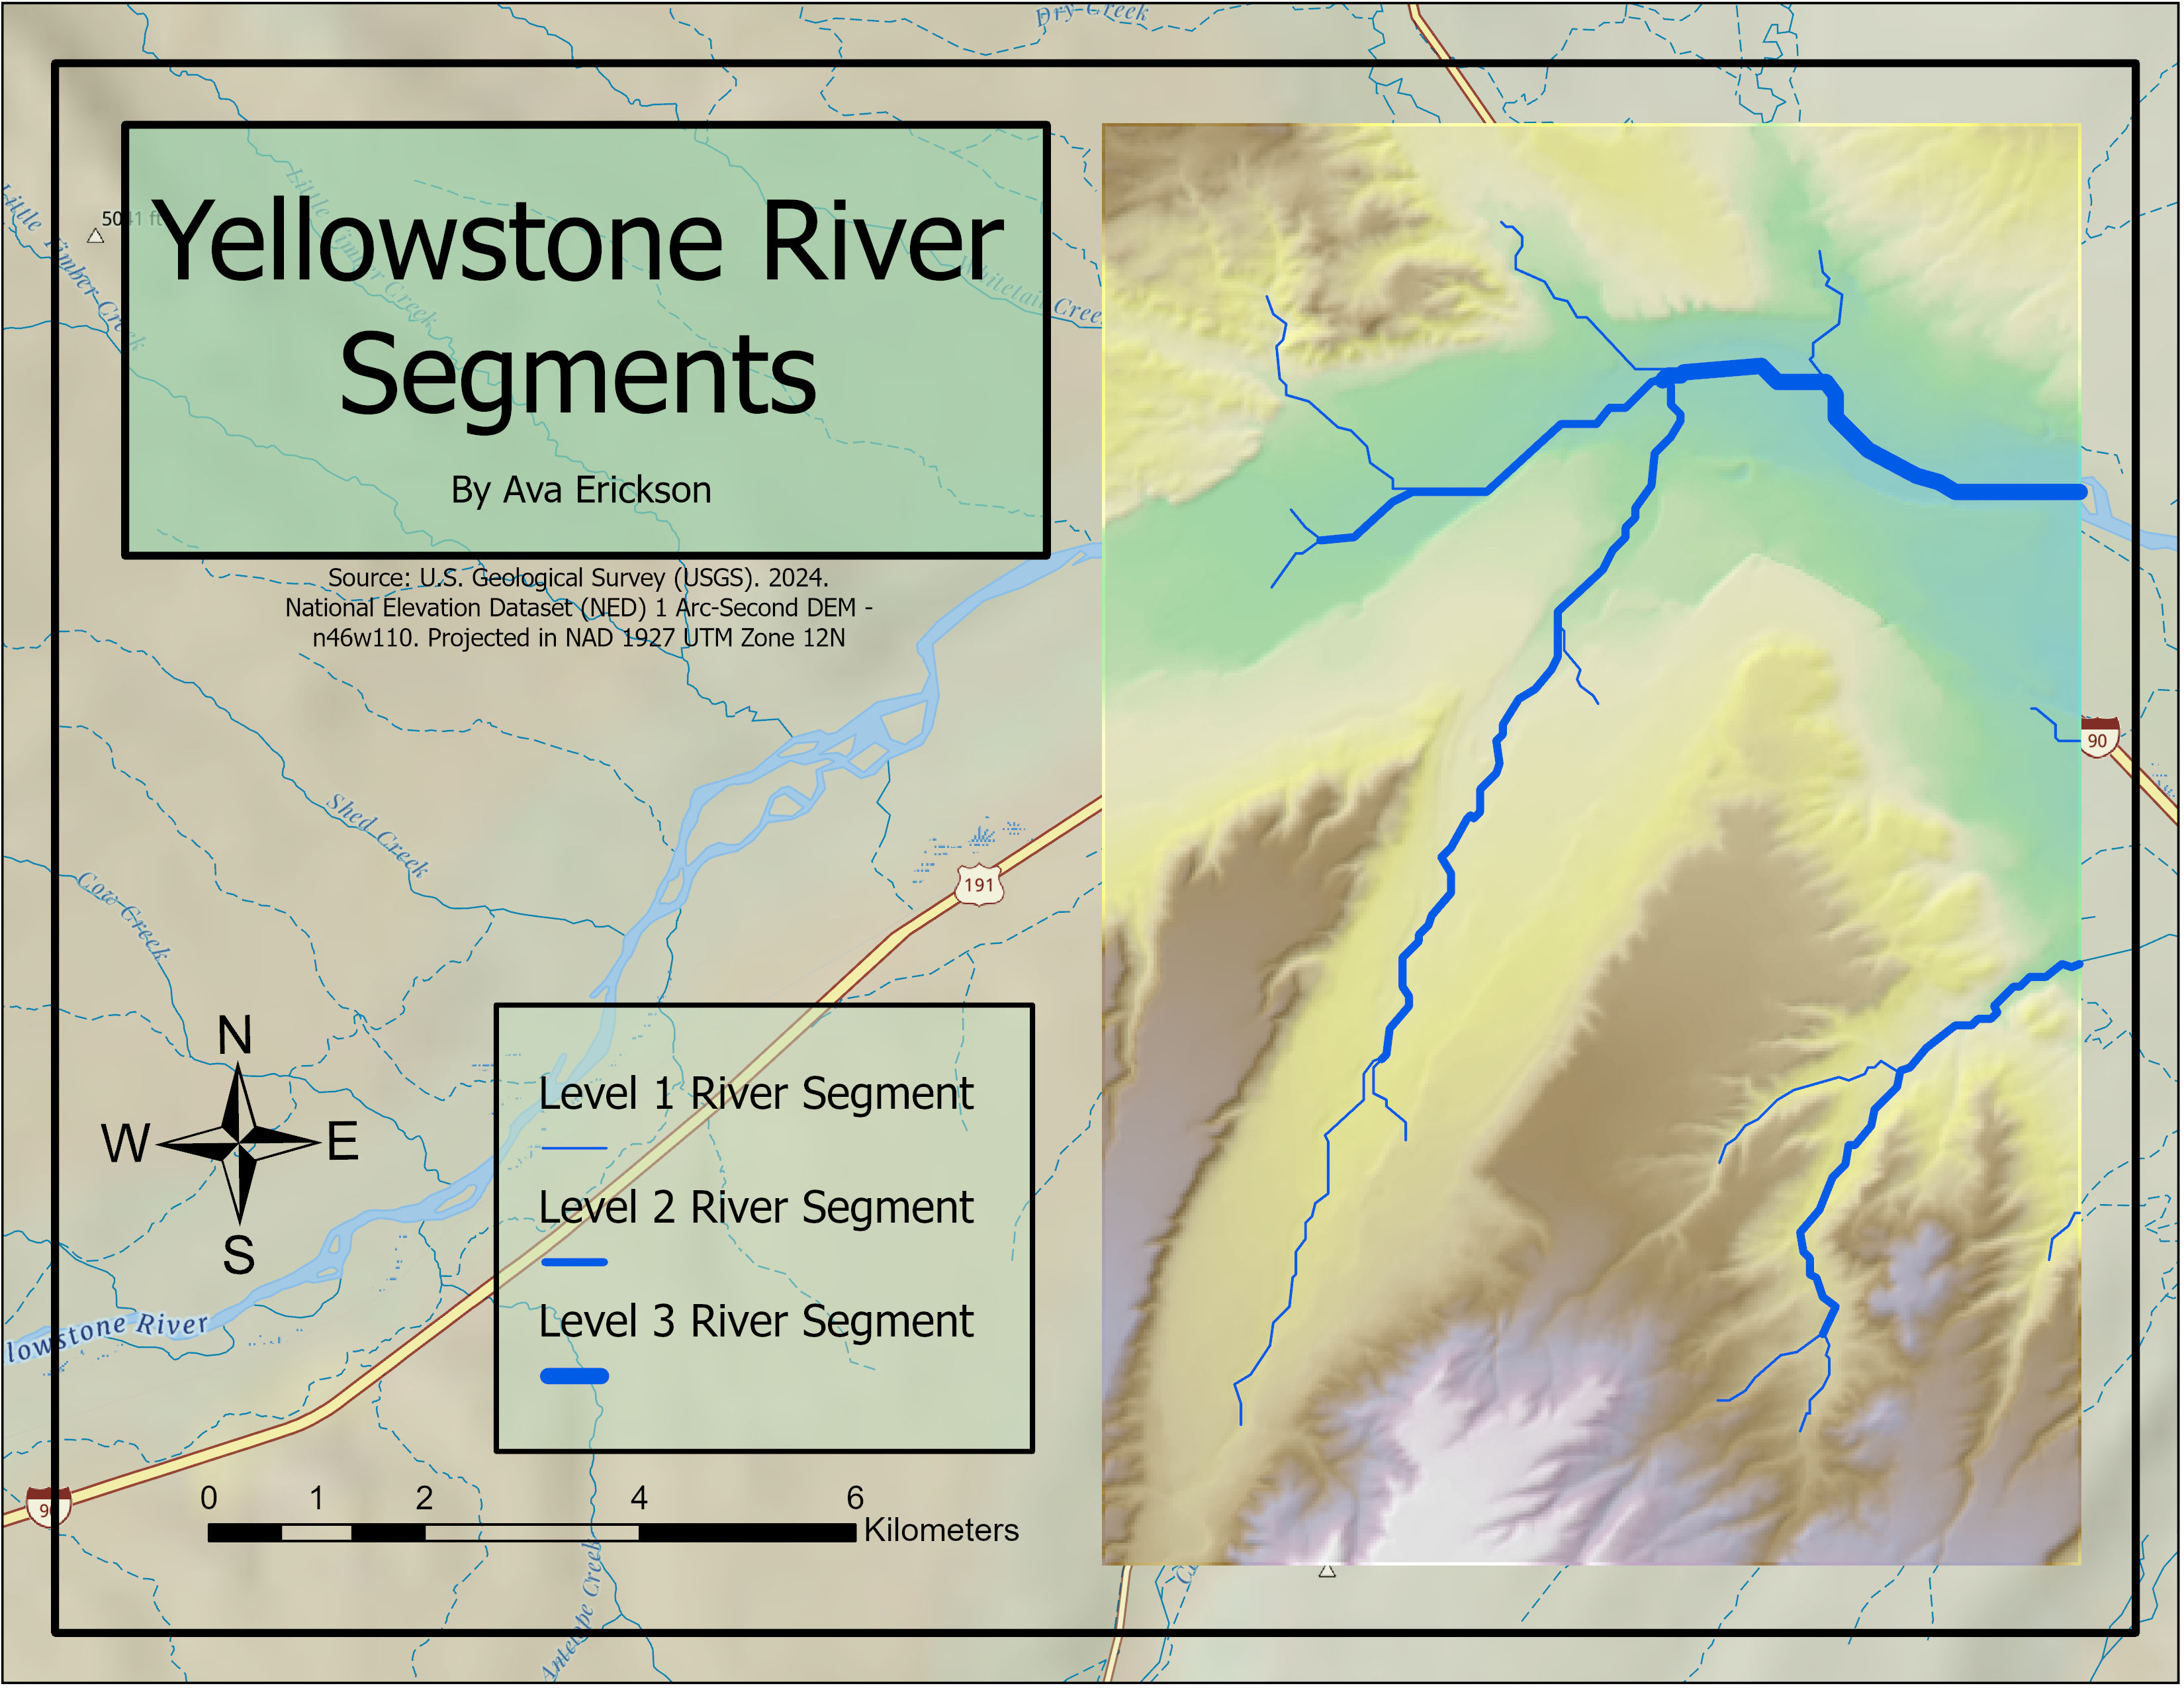 Dry Creek
Little Timber Creek
5041 ft
Little Timber Creek
Whitetail Creek
Yellowstone River
Segments
By Ava Erickson
Source: U.S. Geological Survey (USGS). 2024.
National Elevation Dataset (NED) 1 Arc-Second DEM -
n46w110. Projected in NAD 1927 UTM Zone 12N
90
Shed Creek
191
Cow Creek
N
W
E
S
Level 1 River Segment
Level 2 River Segment
Level 3 River Segment
lowstone River
0 1 2 4 6
Kilometers
90
Antelope Creek